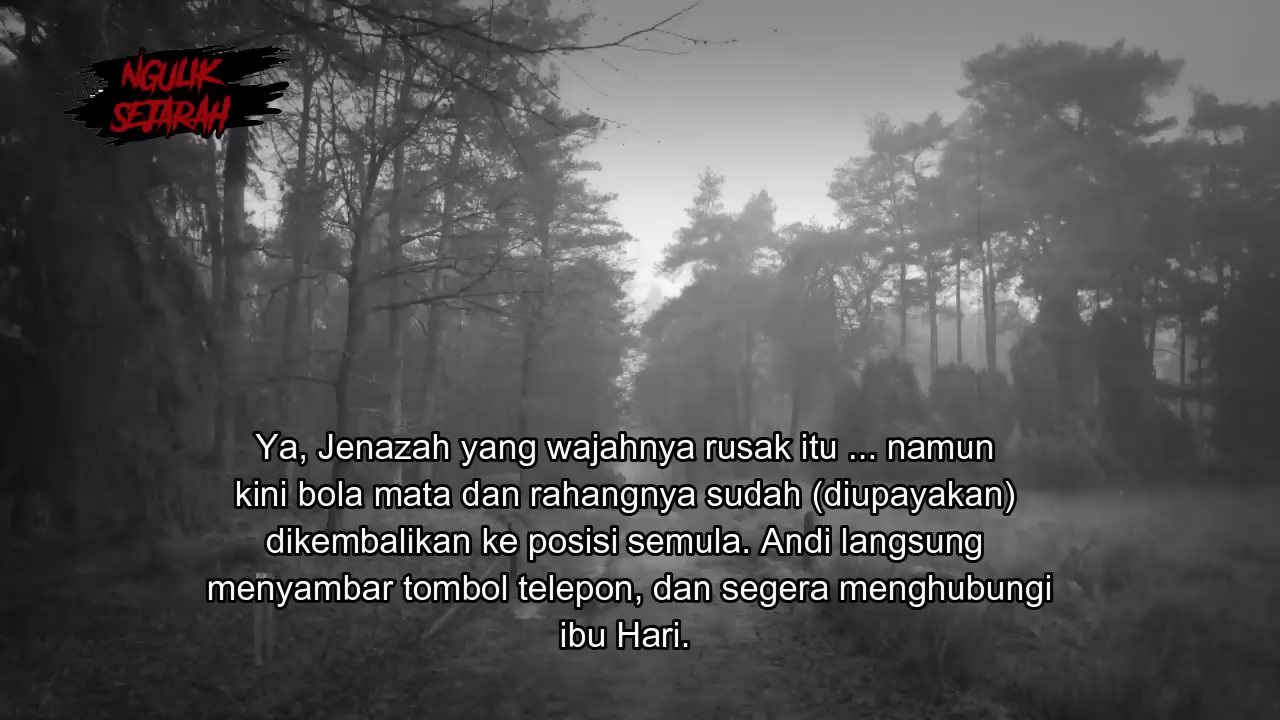 NGULIK
SEJARAH
Ya, Jenazah yang wajahnya rusak itu ... namun
kini bola mata dan rahangnya sudah (diupayakan)
dikembalikan ke posisi semula. Andi langsung
menyambar tombol telepon, dan segera menghubungi
ibu Hari.